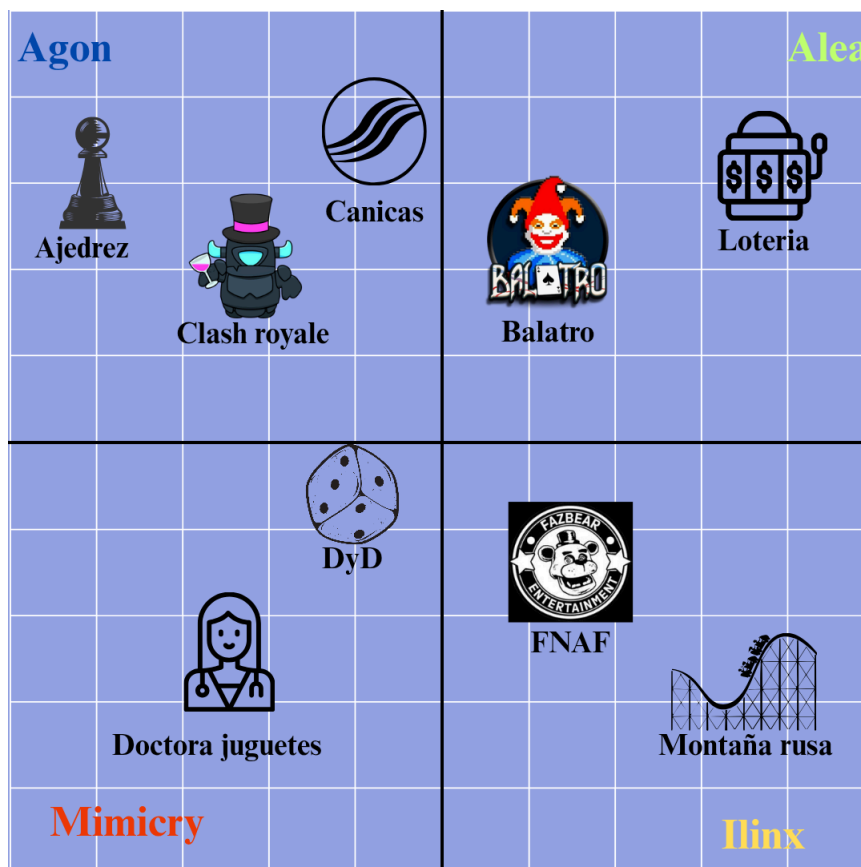 Agon
Alea
Canicas
Ajedrez
$ $ $
Loteria
BALATRO
Clash royale
Balatro
DyD
FAZBEAR
ENTERTAINMENT
FNAF
Doctora juguetes
Montaña rusa
Mimicry
Ilinx